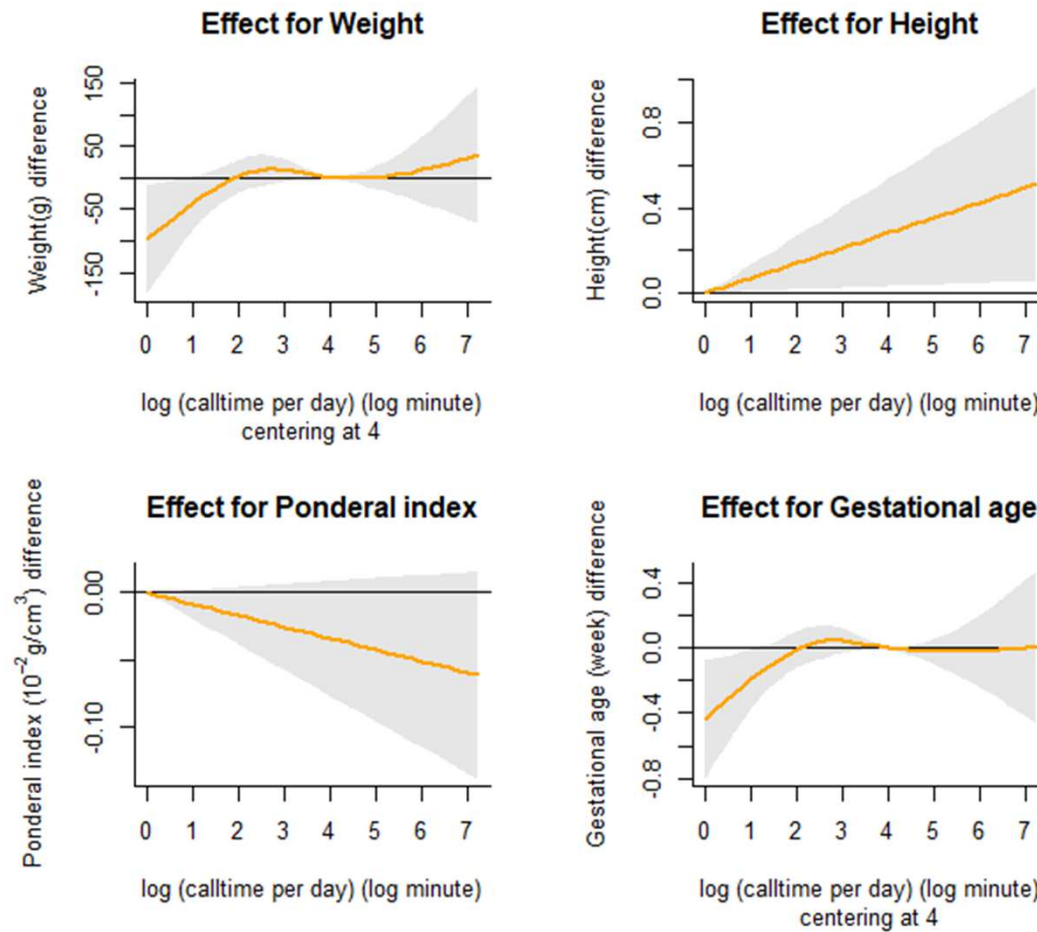 Effect for Weight
Weight(g) difference
150
50
-50
-150
0 1 2 3 4 5 6 7
log (calltime per day) (log minute)
centering at 4
Effect for Height
Height(cm) difference
0.8
0.4
0.0
0 1 2 3 4 5 6 7
log (calltime per day) (log minute)
Effect for Ponderal index
Ponderal index (10⁻² g/cm³) difference
0.00
-0.10
0 1 2 3 4 5 6 7
log (calltime per day) (log minute)
Effect for Gestational age
Gestational age (week) difference
0.4
0.0
-0.4
-0.8
0 1 2 3 4 5 6 7
log (calltime per day) (log minute)
centering at 4